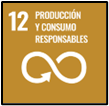 12 PRODUCCIÓN
Y CONSUMO
RESPONSABLES